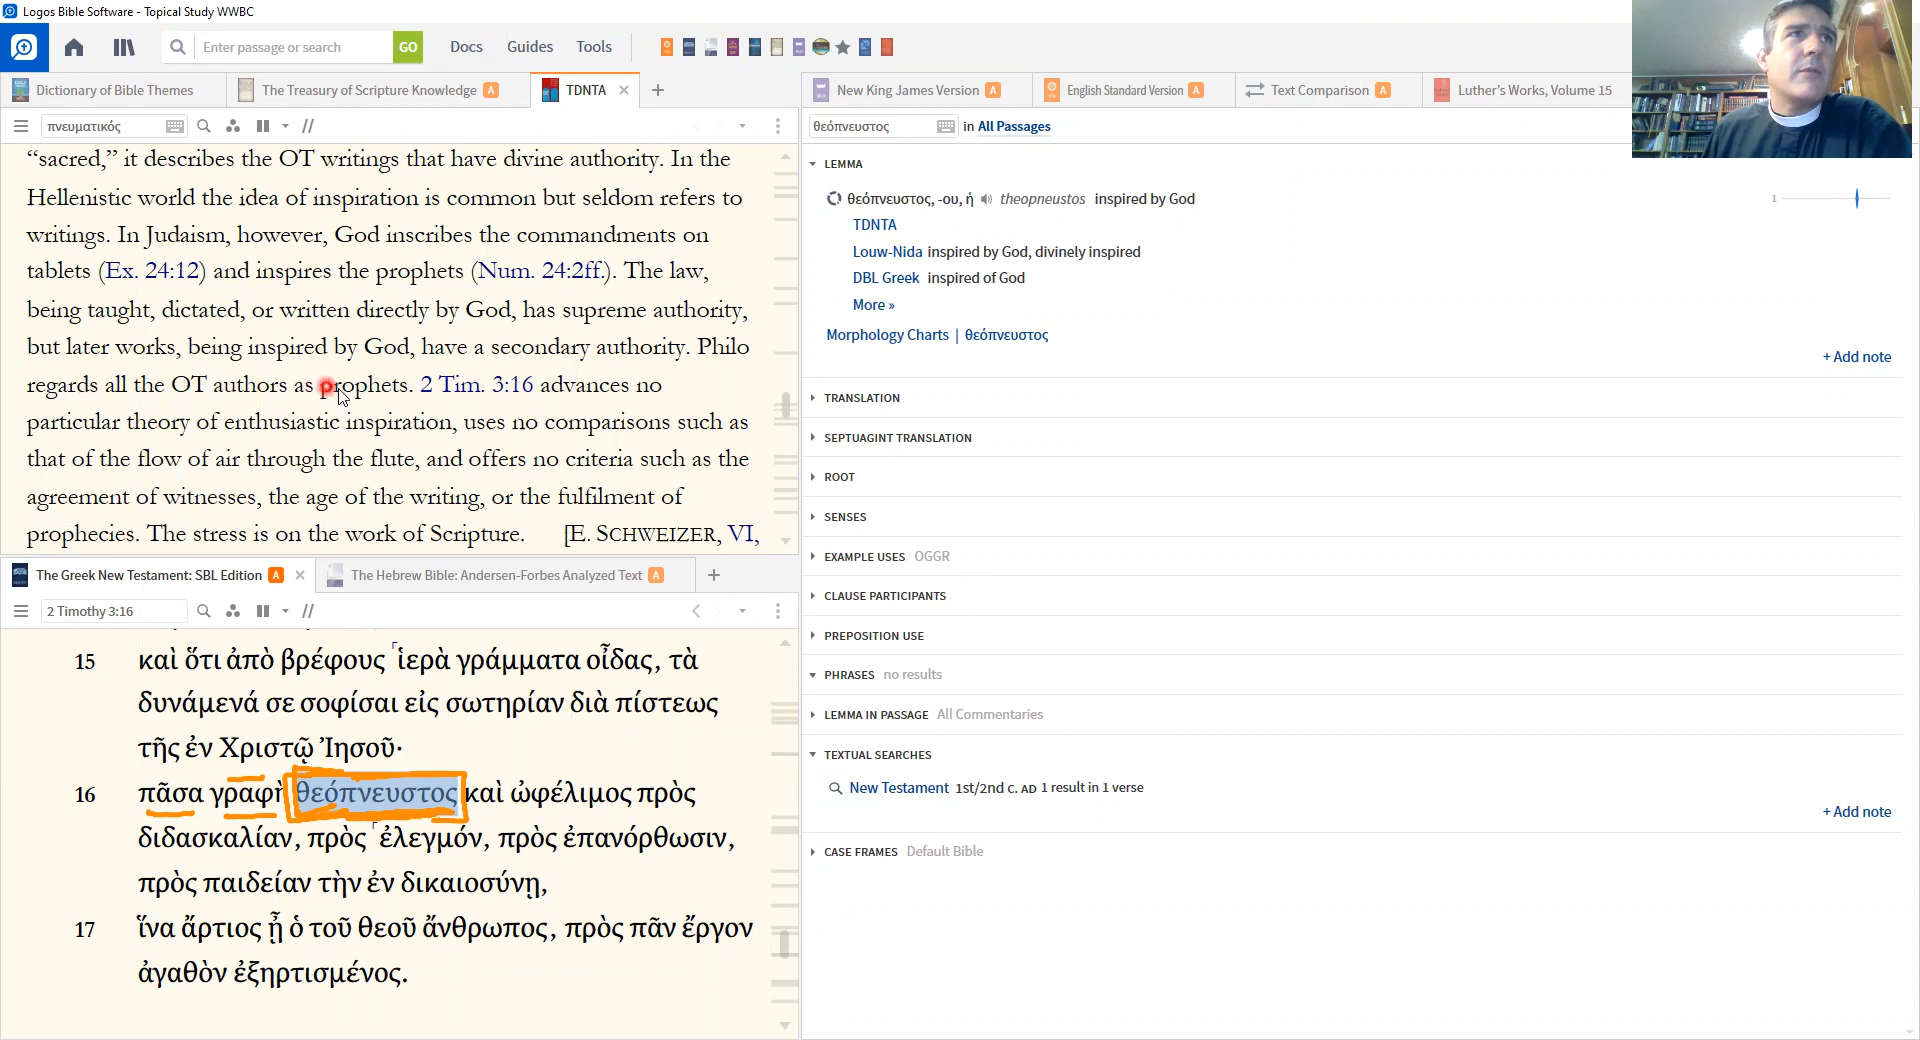 Logos Bible Software - Topical Study WWBC
Enter passage or search GO Docs Guides Tools
Dictionary of Bible Themes The Treasury of Scripture Knowledge A TDNTA
πνευματικός
“sacred,” it describes the OT writings that have divine authority. In the
Hellenistic world the idea of inspiration is common but seldom refers to
writings. In Judaism, however, God inscribes the commandments on
tablets (Ex. 24:12) and inspires the prophets (Num. 24:2ff.). The law,
being taught, dictated, or written directly by God, has supreme authority,
but later works, being inspired by God, have a secondary authority. Philo
regards all the OT authors as prophets. 2 Tim. 3:16 advances no
particular theory of enthusiastic inspiration, uses no comparisons such as
that of the flow of air through the flute, and offers no criteria such as the
agreement of witnesses, the age of the writing, or the fulfilment of
prophecies. The stress is on the work of Scripture. [E. SCHWEIZER, VI,
The Greek New Testament: SBL Edition A The Hebrew Bible: Andersen-Forbes Analyzed Text A
2 Timothy 3:16
15 καὶ ὅτι ἀπὸ βρέφους ⸀ἱερὰ γράμματα οἶδας, τὰ
δυνάμενά σε σοφίσαι εἰς σωτηρίαν διὰ πίστεως
τῆς ἐν Χριστῷ Ἰησοῦ·
16 πᾶσα γραφὴ θεόπνευστος καὶ ὠφέλιμος πρὸς
διδασκαλίαν, πρὸς ⸀ἐλεγμόν, πρὸς ἐπανόρθωσιν,
πρὸς παιδείαν τὴν ἐν δικαιοσύνῃ,
17 ἵνα ἄρτιος ᾖ ὁ τοῦ θεοῦ ἄνθρωπος, πρὸς πᾶν ἔργον
ἀγαθὸν ἐξηρτισμένος.
New King James Version A English Standard Version A Text Comparison A Luther’s Works, Volume 15
θεόπνευστος in All Passages
LEMMA
θεόπνευστος, -ου, ἡ theopneustos inspired by God 1
TDNTA
Louw-Nida inspired by God, divinely inspired
DBL Greek inspired of God
More »
Morphology Charts | θεόπνευστος
+ Add note
TRANSLATION
SEPTUAGINT TRANSLATION
ROOT
SENSES
EXAMPLE USES OGGR
CLAUSE PARTICIPANTS
PREPOSITION USE
PHRASES no results
LEMMA IN PASSAGE All Commentaries
TEXTUAL SEARCHES
New Testament 1st/2nd c. AD 1 result in 1 verse
+ Add note
CASE FRAMES Default Bible